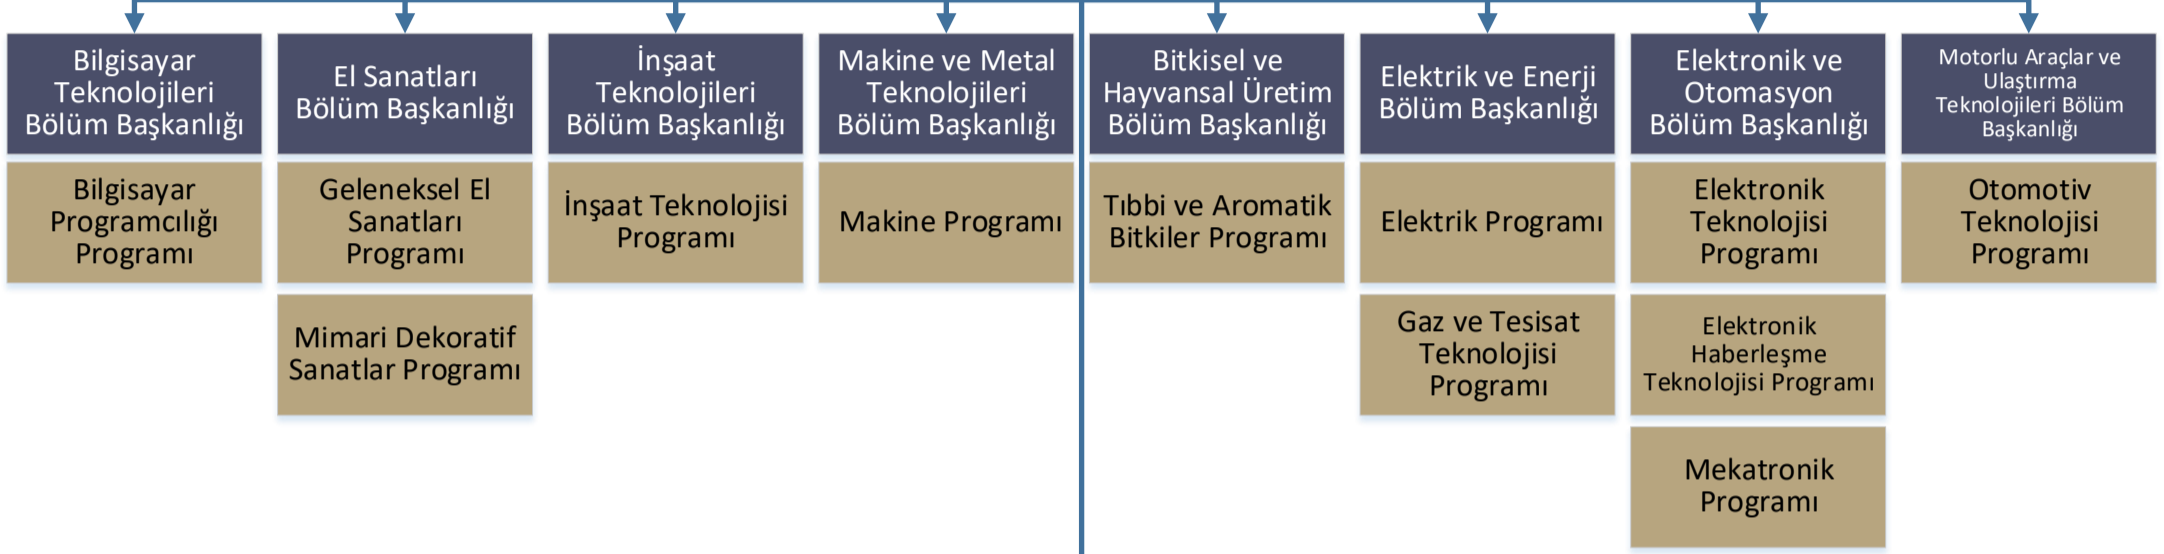 Bilgisayar
Teknolojileri
Bölüm Başkanlığı
El Sanatları
Bölüm Başkanlığı
İnşaat
Teknolojileri
Bölüm Başkanlığı
Makine ve Metal
Teknolojileri
Bölüm Başkanlığı
Bitkisel ve
Hayvansal Üretim
Bölüm Başkanlığı
Elektrik ve Enerji
Bölüm Başkanlığı
Elektronik ve
Otomasyon
Bölüm Başkanlığı
Motorlu Araçlar ve
Ulaştırma
Teknolojileri Bölüm
Başkanlığı
Bilgisayar
Programcılığı
Programı
Geleneksel El
Sanatları
Programı
İnşaat Teknolojisi
Programı
Makine Programı
Tıbbi ve Aromatik
Bitkiler Programı
Elektrik Programı
Elektronik
Teknolojisi
Programı
Otomotiv
Teknolojisi
Programı
Mimari Dekoratif
Sanatlar Programı
Gaz ve Tesisat
Teknolojisi
Programı
Elektronik
Haberleşme
Teknolojisi Programı
Mekatronik
Programı